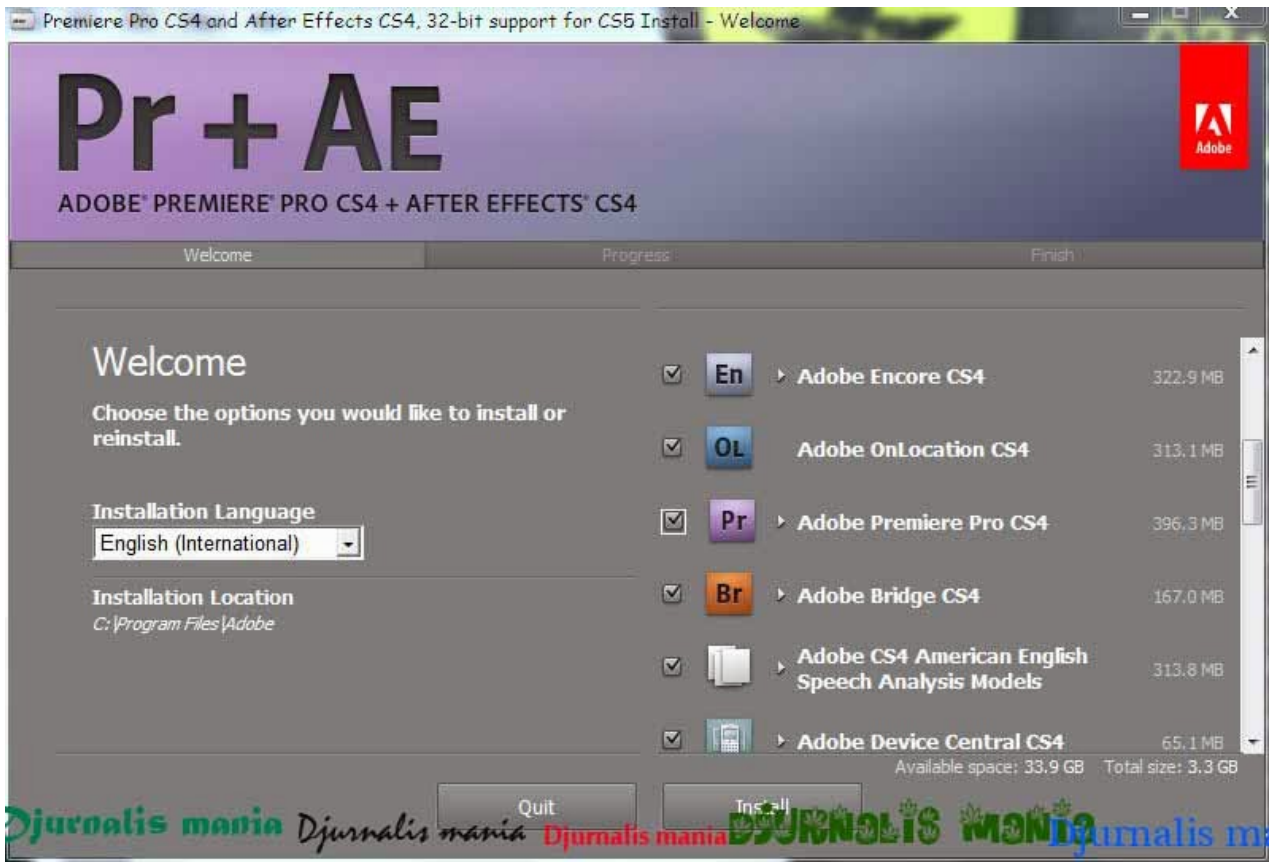 Premiere Pro CS4 and After Effects CS4, 32-bit support for CS5 Install - Welcome
Pr + AE
Adobe
ADOBE® PREMIERE® PRO CS4 + AFTER EFFECTS® CS4
Welcome
Progress
Finish
Welcome
Choose the options you would like to install or
reinstall.
Installation Language
English (International)
Installation Location
C:\Program Files\Adobe
En Adobe Encore CS4 322.9 MB
OL Adobe OnLocation CS4 313.1 MB
Pr Adobe Premiere Pro CS4 396.3 MB
Br Adobe Bridge CS4 167.0 MB
Adobe CS4 American English
Speech Analysis Models 313.8 MB
Adobe Device Central CS4 65.1 MB
Available space: 33.9 GB Total size: 3.3 GB
Quit
Install
Djurnalis mania Djurnalis mania Djurnalis mania DJURNALIS MANIA Djurnalis ma